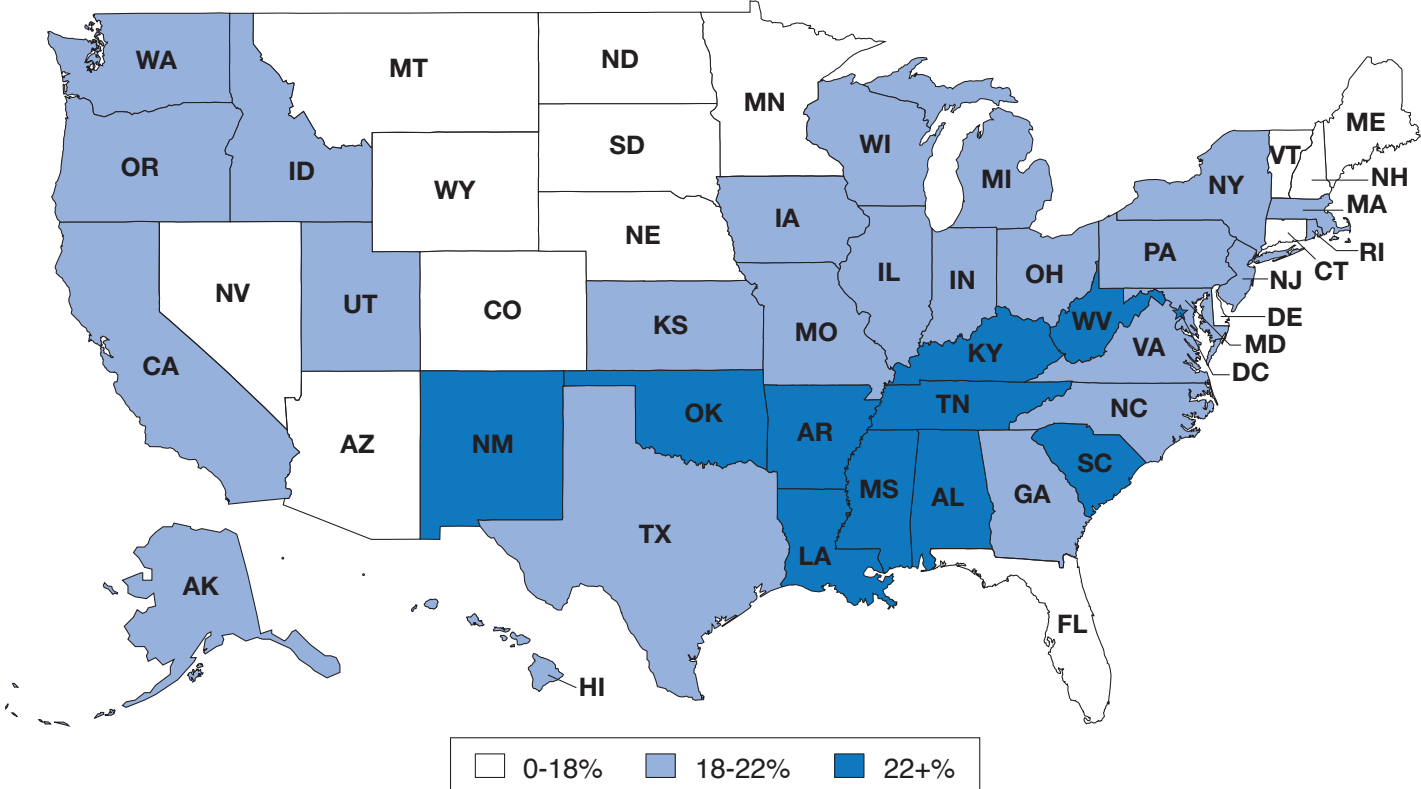 WA
MT
ND
MN
ME
SD
WI
VT
OR
ID
NH
WY
MI
NY
MA
IA
NE
RI
PA
CT
NV
IL
IN
OH
NJ
UT
CO
DE
KS
MO
WV
MD
CA
KY
VA
DC
TN
NC
OK
AZ
NM
AR
SC
MS
AL
GA
TX
LA
AK
FL
HI
0-18% 18-22% 22+%